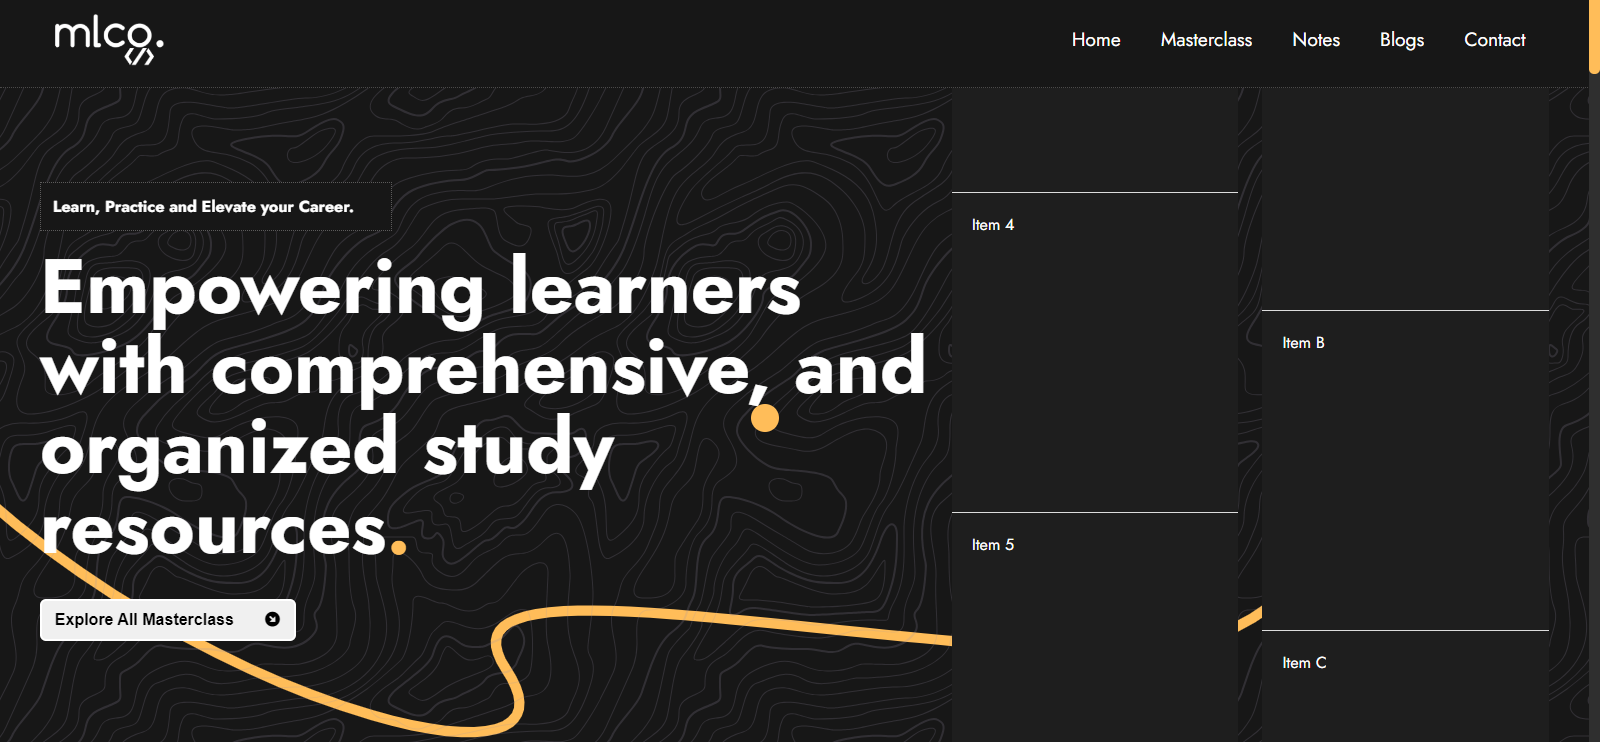 mlco.
</>
Home Masterclass Notes Blogs Contact
Learn, Practice and Elevate your Career.
Empowering learners
with comprehensive, and
organized study
resources.
Explore All Masterclass
Item 4
Item 5
Item B
Item C